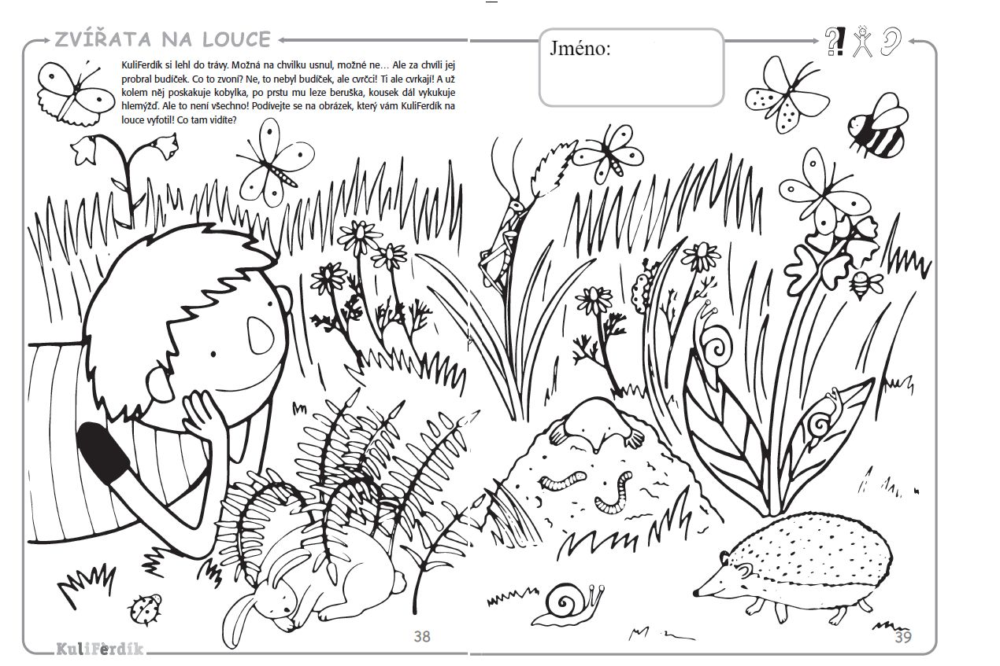 ZVÍŘATA NA LOUCE
KuliFerdík si lehl do trávy. Možná na chvilku usnul, možné ne... Ale za chvíli jej
probral budíček. Co to zvoní? Ne, to nebyl budíček, ale cvrčci! Ti ale cvrkají! A už
kolem něj poskakuje kobylka, po prstu mu leze beruška, kousek dál vykukuje
hlemýžď. Ale to není všechno! Podívejte se na obrázek, který vám KuliFerdík na
louce vyfotil! Co tam vidíte?
Jméno:
?!
38
39
KuliFerdík